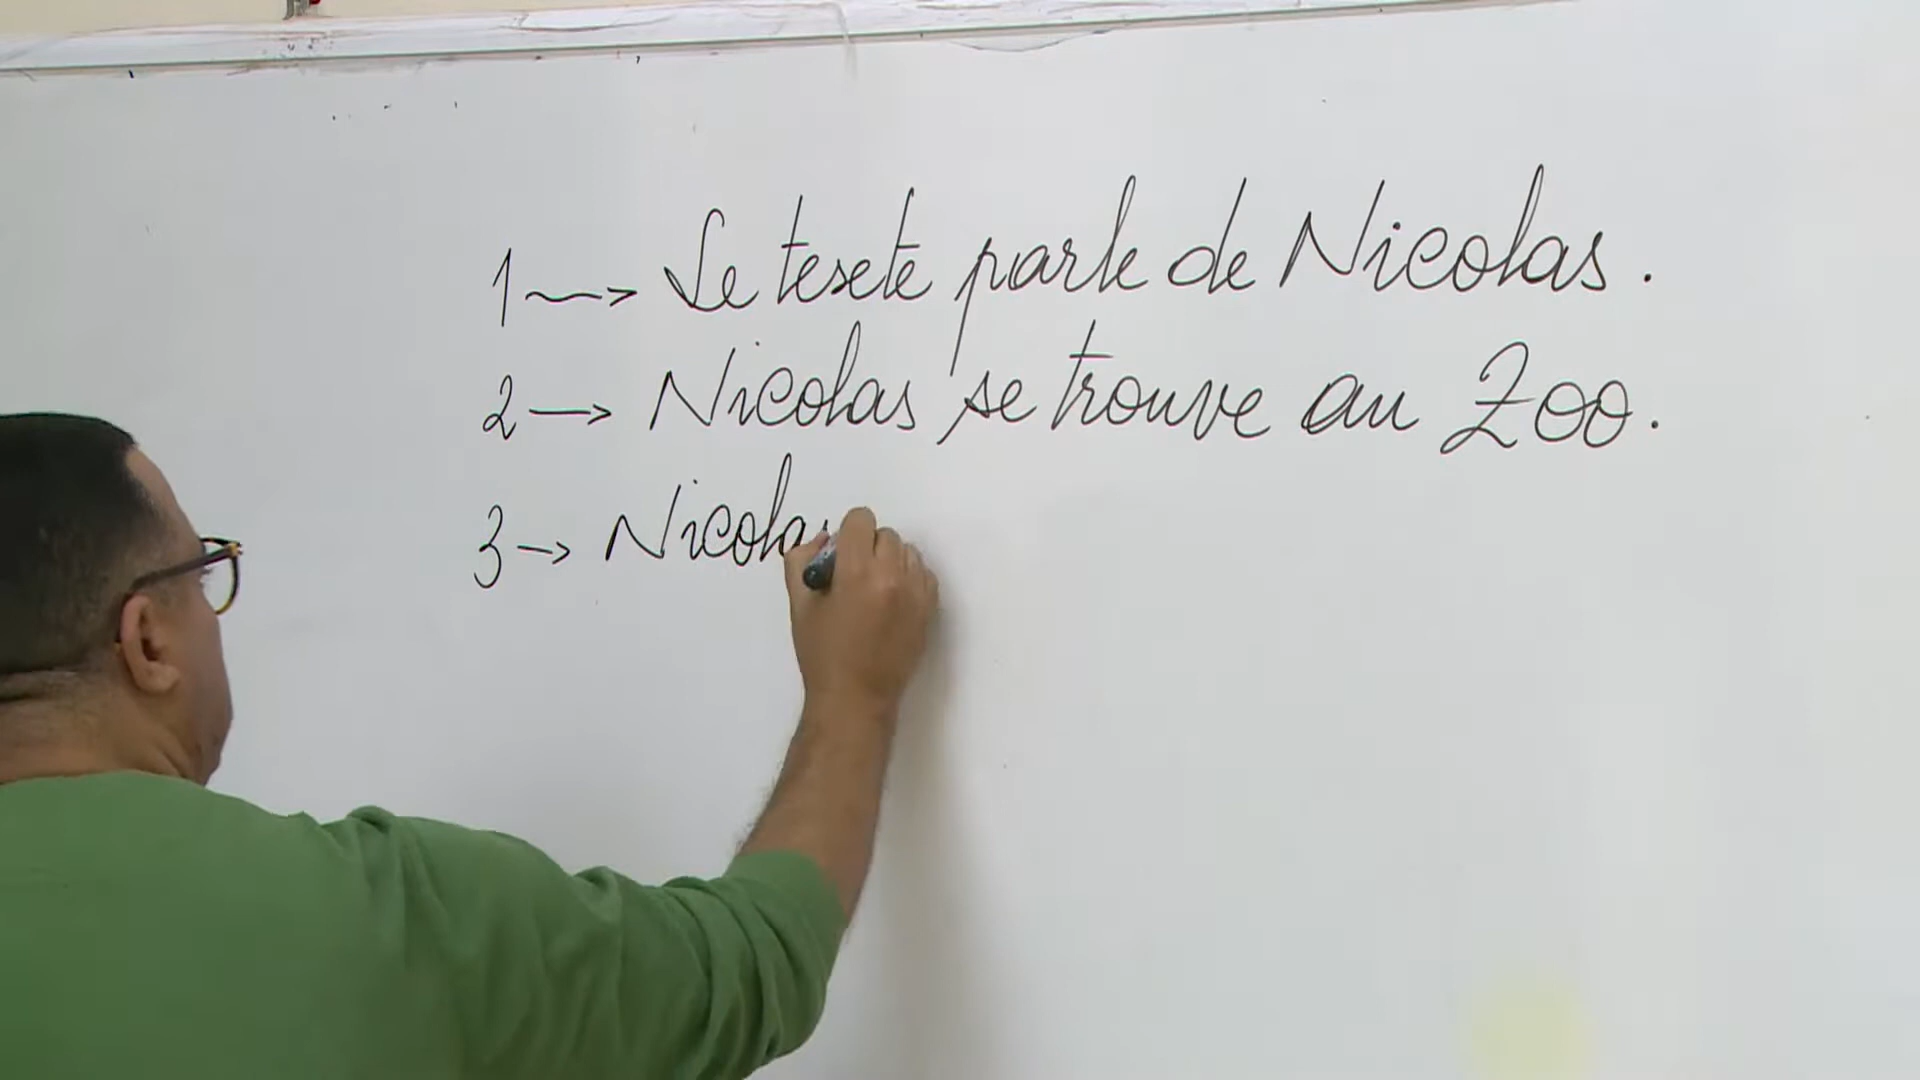 1 → Le texte parle de Nicolas.
2 → Nicolas se trouve au Zoo.
3 → Nicolas